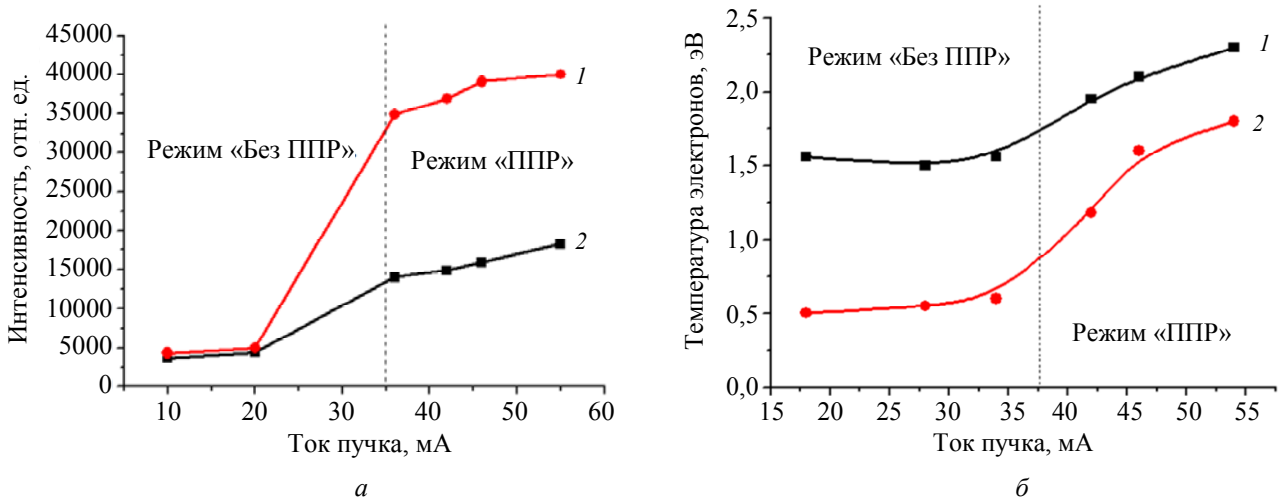 45000
40000
35000
30000
25000
20000
15000
10000
5000
0
Интенсивность, отн. ед.
Режим «Без ППР»
Режим «ППР»
1
2
10 20 30 40 50 60
Ток пучка, мА
а
2,5
2,0
1,5
1,0
0,5
0,0
Температура электронов, эВ
Режим «Без ППР»
1
2
Режим «ППР»
15 20 25 30 35 40 45 50 55
Ток пучка, мА
б